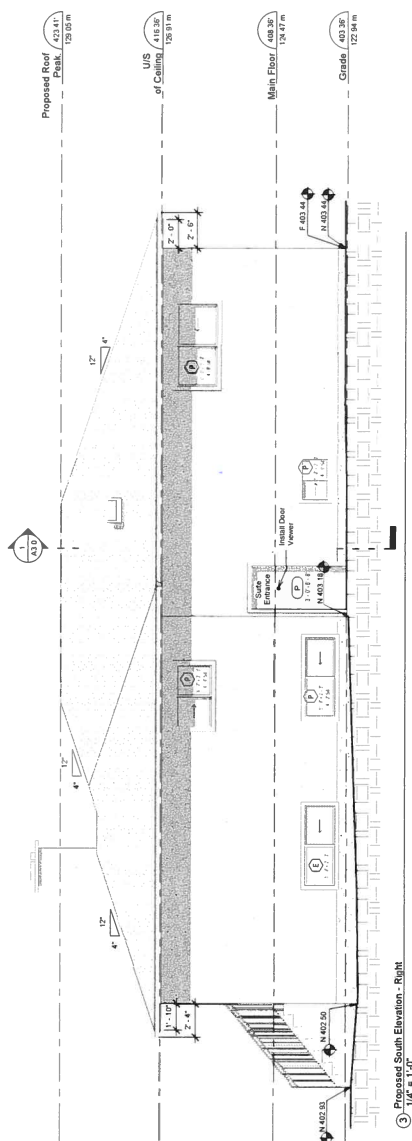 Proposed Roof
Peak
423.41'
129.05 m
U/S
of Ceiling
416.36'
126.91 m
Main Floor
408.36'
124.47 m
Grade
403.36'
122.94 m
1
A3.0
12"
4"
12"
4"
12"
4"
2' - 0"
2' - 6"
1' - 10"
2' - 4"
P
P
P
P
E
Suite
Entrance
P
Install Door
Viewer
F 403.44
N 403.44
N 403.18
N 402.50
N 402.93
3 Proposed South Elevation - Right
1/4" = 1'-0"